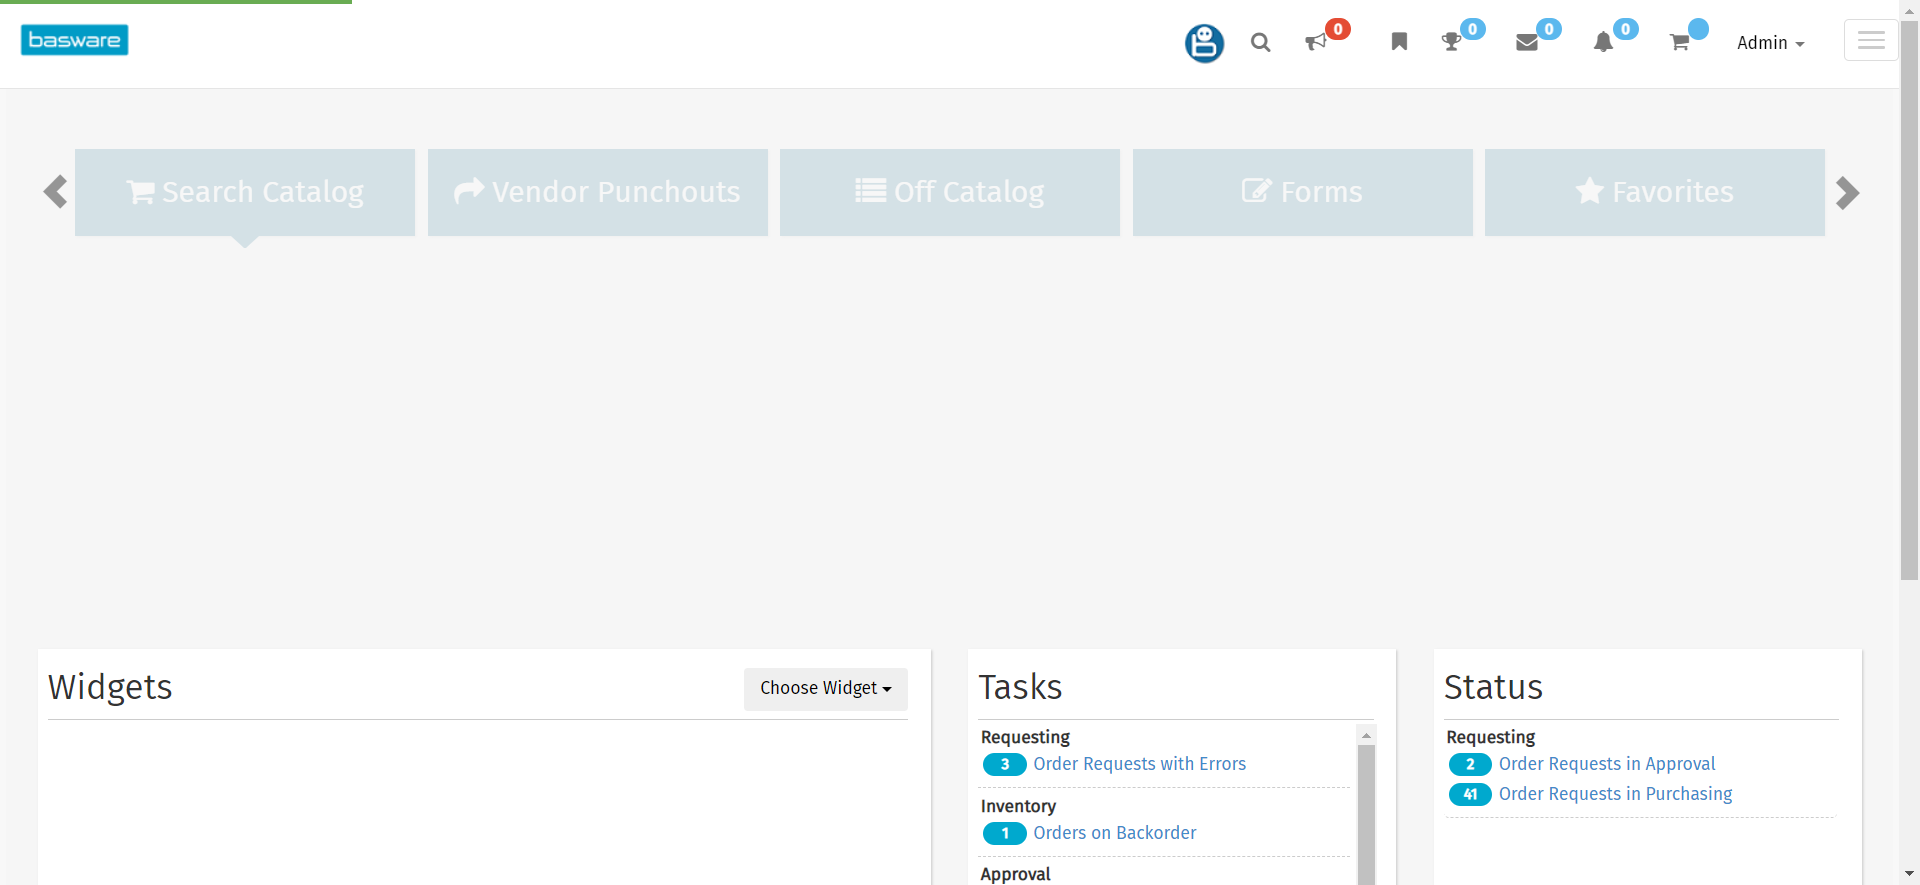 basware
0
0
0
0
Admin
Search Catalog
Vendor Punchouts
Off Catalog
Forms
Favorites
Widgets
Choose Widget
Tasks
Requesting
3 Order Requests with Errors
Inventory
1 Orders on Backorder
Approval
Status
Requesting
2 Order Requests in Approval
41 Order Requests in Purchasing